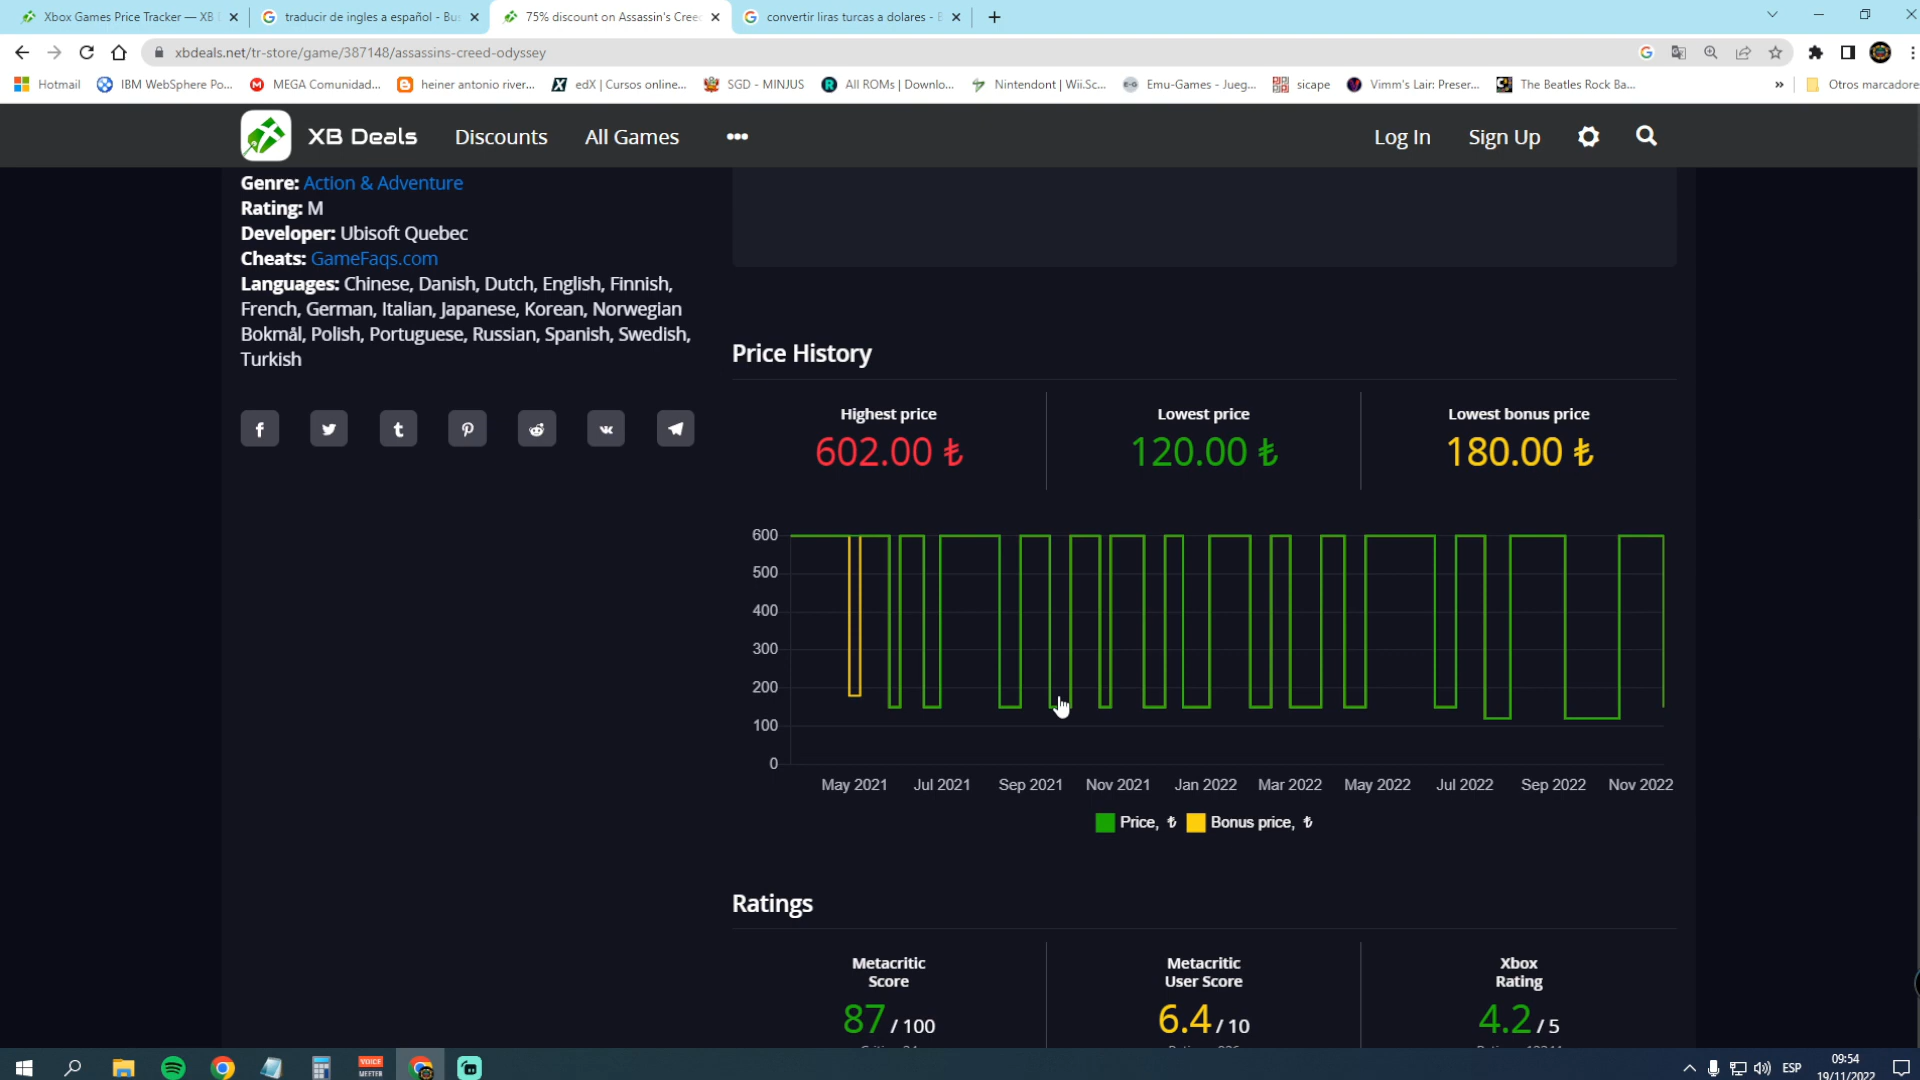 Xbox Games Price Tracker — XB
traducir de ingles a español - Bu
75% discount on Assassin's Cree
convertir liras turcas a dolares -
xbdeals.net/tr-store/game/387148/assassins-creed-odyssey
Hotmail
IBM WebSphere Po...
MEGA Comunidad...
heiner antonio river...
edX | Cursos online...
SGD - MINJUS
All ROMs | Downlo...
Nintendont | Wii.Sc...
Emu-Games - Jueg...
sicape
Vimm's Lair: Preser...
The Beatles Rock Ba...
»
Otros marcadore
XB Deals
Discounts
All Games
•••
Log In
Sign Up
Genre: Action & Adventure
Rating: M
Developer: Ubisoft Quebec
Cheats: GameFaqs.com
Languages: Chinese, Danish, Dutch, English, Finnish,
French, German, Italian, Japanese, Korean, Norwegian
Bokmål, Polish, Portuguese, Russian, Spanish, Swedish,
Turkish
Price History
Highest price
602.00 ₺
Lowest price
120.00 ₺
Lowest bonus price
180.00 ₺
600
500
400
300
200
100
0
May 2021
Jul 2021
Sep 2021
Nov 2021
Jan 2022
Mar 2022
May 2022
Jul 2022
Sep 2022
Nov 2022
Price, ₺
Bonus price, ₺
Ratings
Metacritic
Score
87 / 100
Metacritic
User Score
6.4 / 10
Xbox
Rating
4.2 / 5
VOICE
MEETER
ESP
09:54
19/11/2022